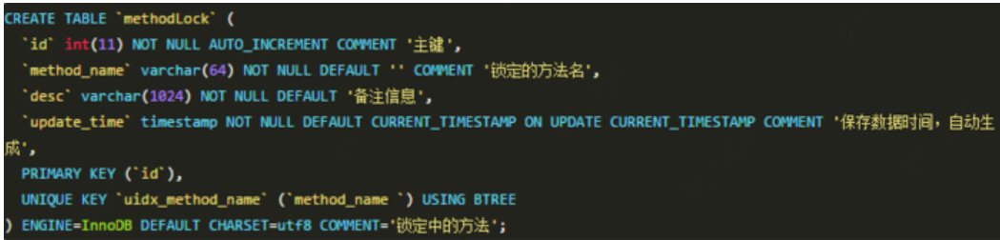 CREATE TABLE `methodLock` (
`id` int(11) NOT NULL AUTO_INCREMENT COMMENT '主键',
`method_name` varchar(64) NOT NULL DEFAULT '' COMMENT '锁定的方法名',
`desc` varchar(1024) NOT NULL DEFAULT '备注信息',
`update_time` timestamp NOT NULL DEFAULT CURRENT_TIMESTAMP ON UPDATE CURRENT_TIMESTAMP COMMENT '保存数据时间，自动生
成',
PRIMARY KEY (`id`),
UNIQUE KEY `uidx_method_name` (`method_name `) USING BTREE
) ENGINE=InnoDB DEFAULT CHARSET=utf8 COMMENT='锁定中的方法';